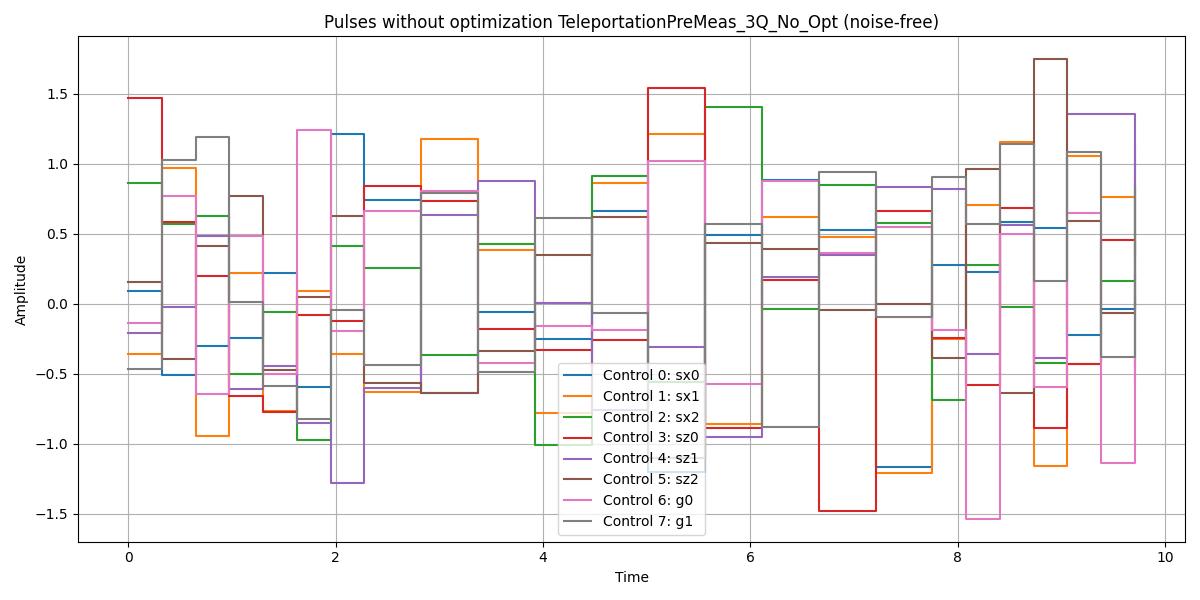 Pulses without optimization TeleportationPreMeas_3Q_No_Opt (noise-free)
Amplitude
1.5
1.0
0.5
0.0
−0.5
−1.0
−1.5
Control 0: sx0
Control 1: sx1
Control 2: sx2
Control 3: sz0
Control 4: sz1
Control 5: sz2
Control 6: g0
Control 7: g1
0 2 4 6 8 10
Time